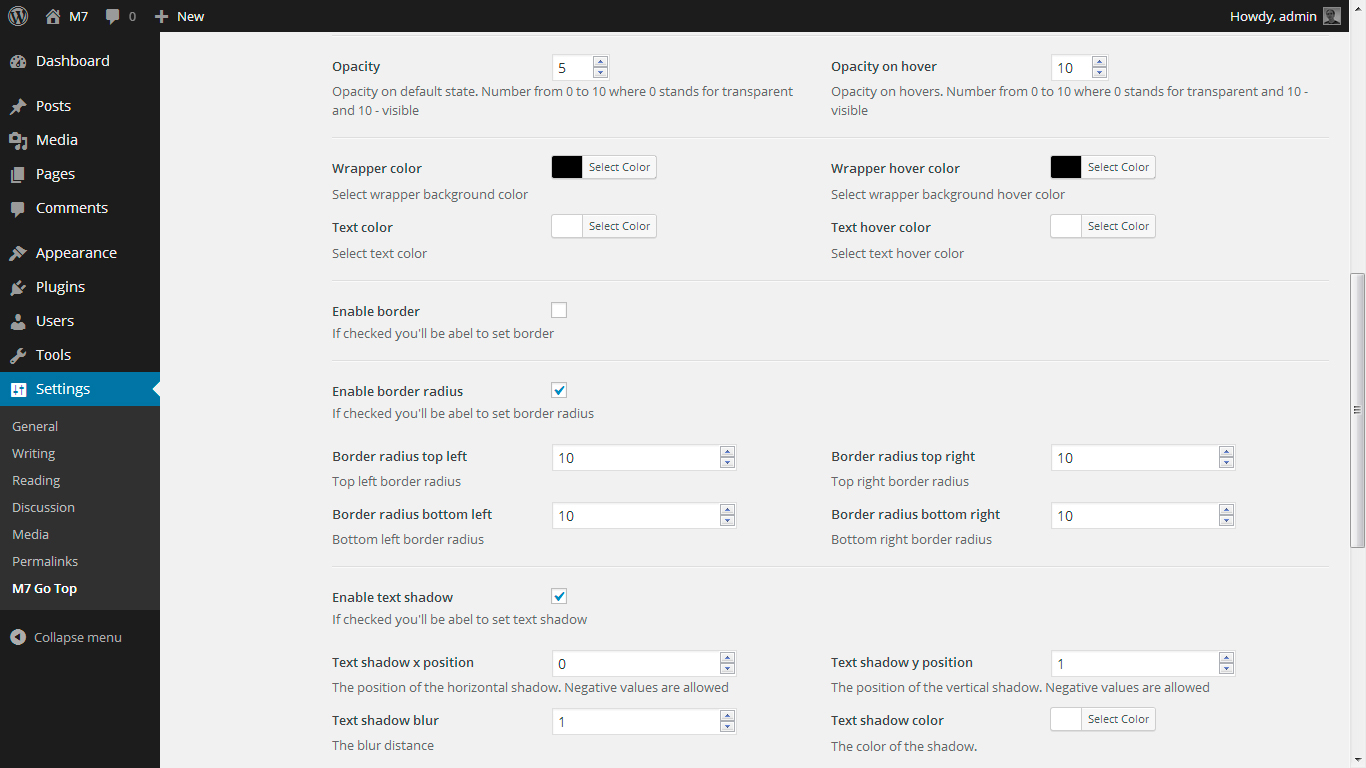 M7 0 New Howdy, admin
Dashboard
Posts
Media
Pages
Comments
Appearance
Plugins
Users
Tools
Settings
General
Writing
Reading
Discussion
Media
Permalinks
M7 Go Top
Collapse menu
Opacity 5 Opacity on hover 10
Opacity on default state. Number from 0 to 10 where 0 stands for transparent Opacity on hovers. Number from 0 to 10 where 0 stands for transparent and 10 -
and 10 - visible visible
Wrapper color Select Color Wrapper hover color Select Color
Select wrapper background color Select wrapper background hover color
Text color Select Color Text hover color Select Color
Select text color Select text hover color
Enable border
If checked you'll be abel to set border
Enable border radius
If checked you'll be abel to set border radius
Border radius top left 10 Border radius top right 10
Top left border radius Top right border radius
Border radius bottom left 10 Border radius bottom right 10
Bottom left border radius Bottom right border radius
Enable text shadow
If checked you'll be abel to set text shadow
Text shadow x position 0 Text shadow y position 1
The position of the horizontal shadow. Negative values are allowed The position of the vertical shadow. Negative values are allowed
Text shadow blur 1 Text shadow color Select Color
The blur distance The color of the shadow.